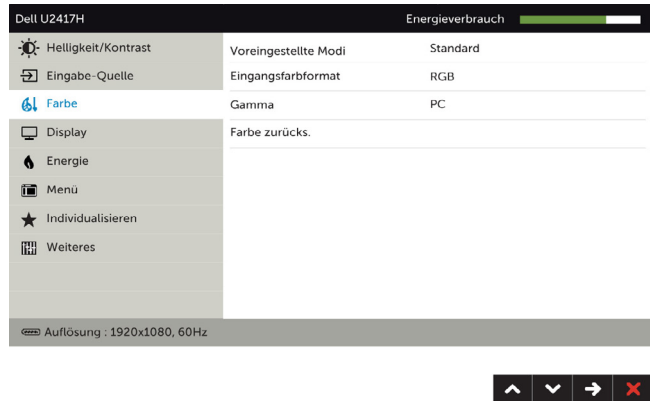 Dell U2417H Energieverbrauch
Helligkeit/Kontrast
Eingabe-Quelle
Farbe
Display
Energie
Menü
Individualisieren
Weiteres
Voreingestellte Modi Standard
Eingangsfarbformat RGB
Gamma PC
Farbe zurücks.
Auflösung : 1920x1080, 60Hz